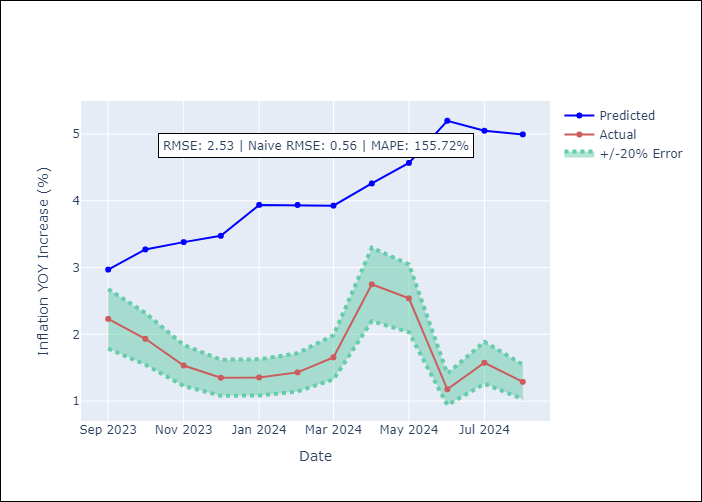 Predicted
Actual
+/-20% Error
RMSE: 2.53 | Naive RMSE: 0.56 | MAPE: 155.72%
Inflation YOY Increase (%)
5
4
3
2
1
Sep 2023
Nov 2023
Jan 2024
Mar 2024
May 2024
Jul 2024
Date